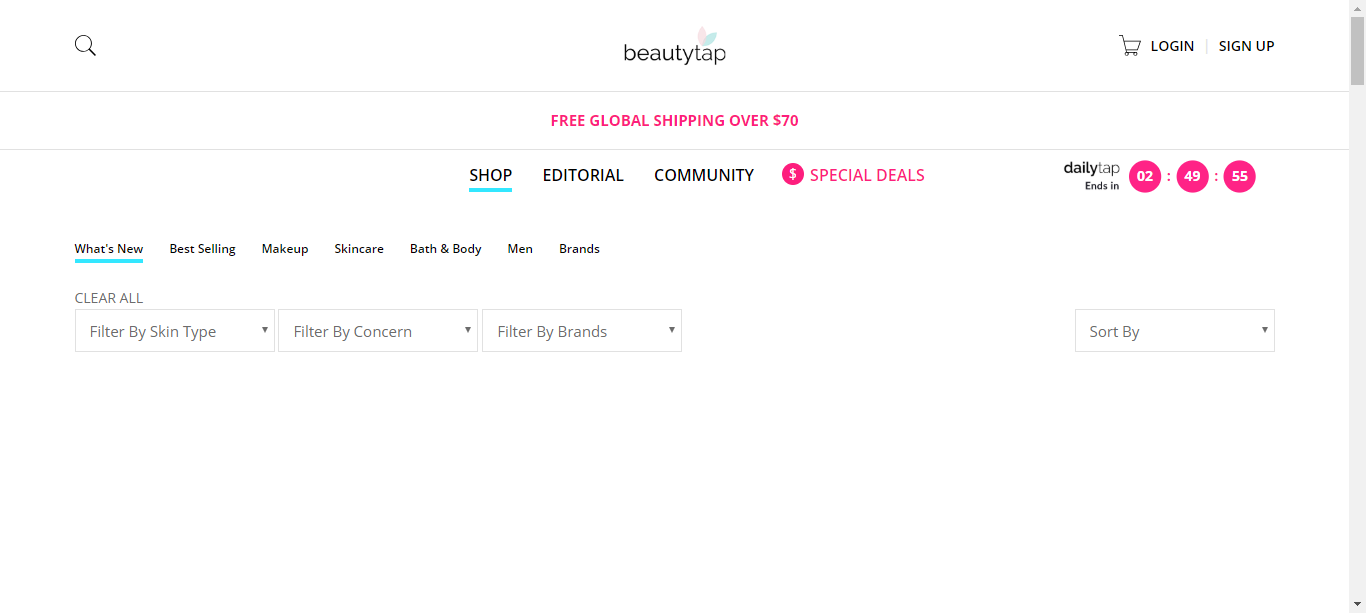 beautytap
LOGIN
SIGN UP
FREE GLOBAL SHIPPING OVER $70
SHOP
EDITORIAL
COMMUNITY
$ SPECIAL DEALS
dailytap
Ends in
02 : 49 : 55
What's New
Best Selling
Makeup
Skincare
Bath & Body
Men
Brands
CLEAR ALL
Filter By Skin Type
Filter By Concern
Filter By Brands
Sort By